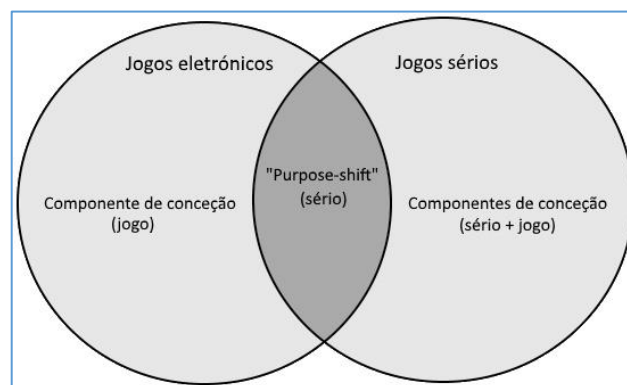 Jogos eletrónicos
Jogos sérios
"Purpose-shift"
(sério)
Componente de conceção
(jogo)
Componentes de conceção
(sério + jogo)